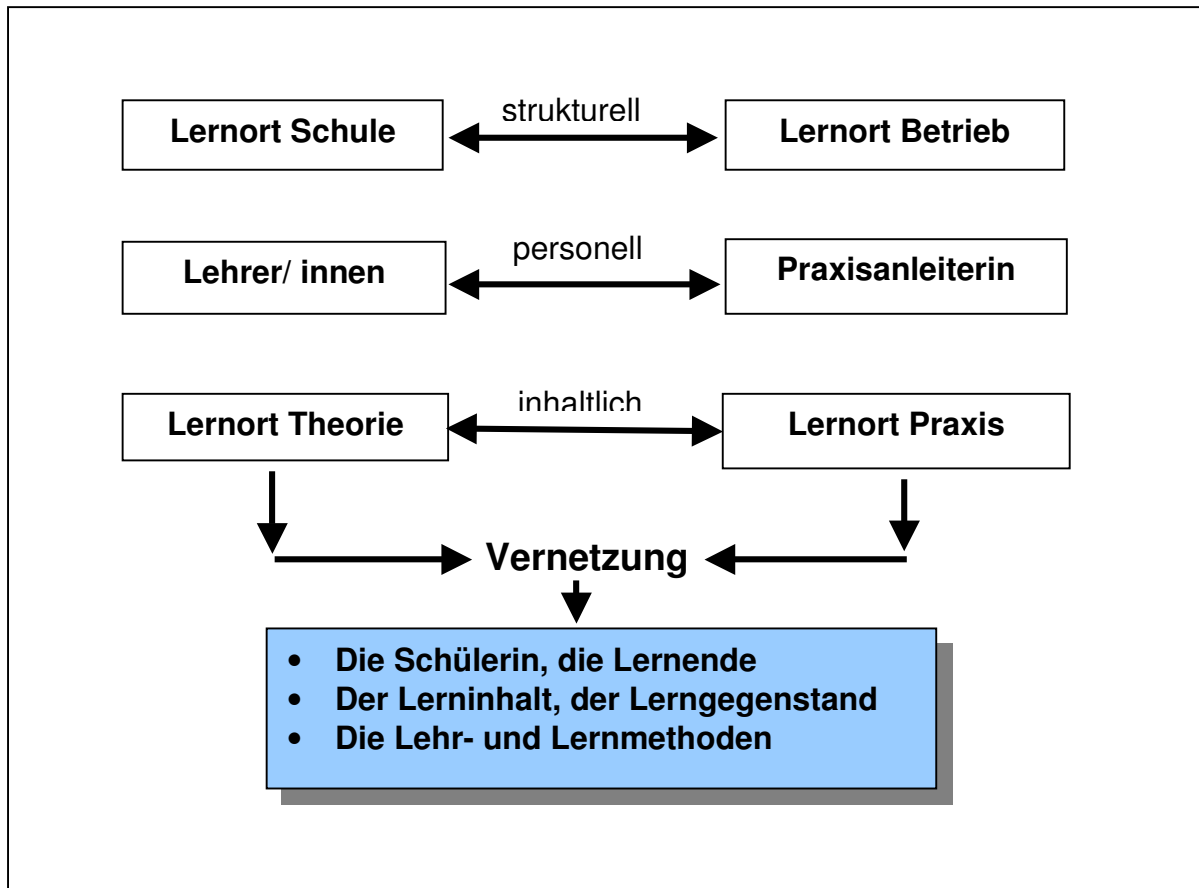 Lernort Schule
strukturell
Lernort Betrieb
Lehrer/ innen
personell
Praxisanleiterin
Lernort Theorie
inhaltlich
Lernort Praxis
Vernetzung
• Die Schülerin, die Lernende
• Der Lerninhalt, der Lerngegenstand
• Die Lehr- und Lernmethoden